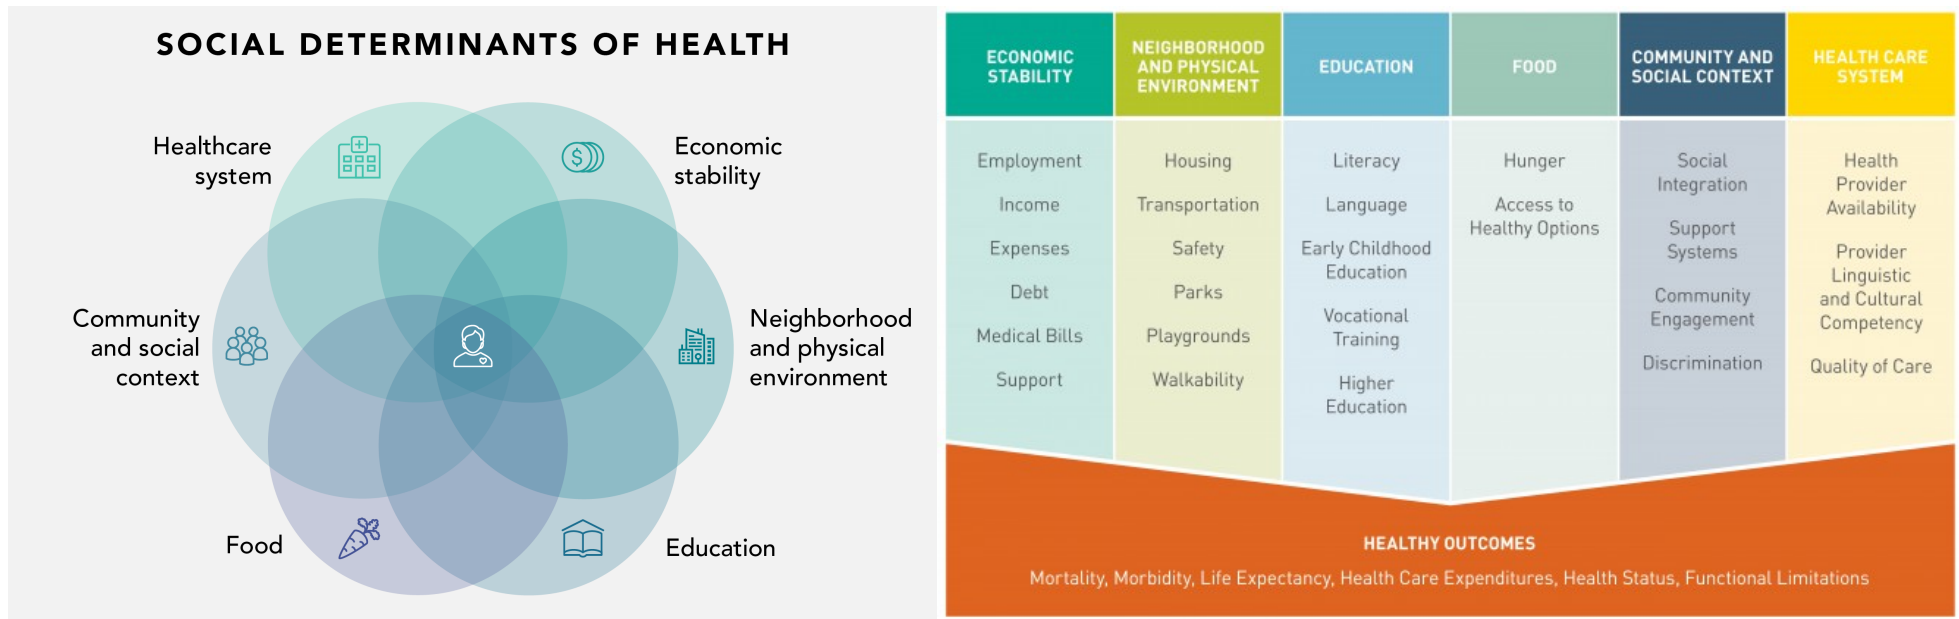 SOCIAL DETERMINANTS OF HEALTH
Healthcare
system
Economic
stability
Community
and social
context
Neighborhood
and physical
environment
Food
Education
ECONOMIC
STABILITY
Employment
Income
Expenses
Debt
Medical Bills
Support
NEIGHBORHOOD
AND PHYSICAL
ENVIRONMENT
Housing
Transportation
Safety
Parks
Playgrounds
Walkability
EDUCATION
Literacy
Language
Early Childhood
Education
Vocational
Training
Higher
Education
FOOD
Hunger
Access to
Healthy Options
COMMUNITY AND
SOCIAL CONTEXT
Social
Integration
Support
Systems
Community
Engagement
Discrimination
HEALTH CARE
SYSTEM
Health
Provider
Availability
Provider
Linguistic
and Cultural
Competency
Quality of Care
HEALTHY OUTCOMES
Mortality, Morbidity, Life Expectancy, Health Care Expenditures, Health Status, Functional Limitations